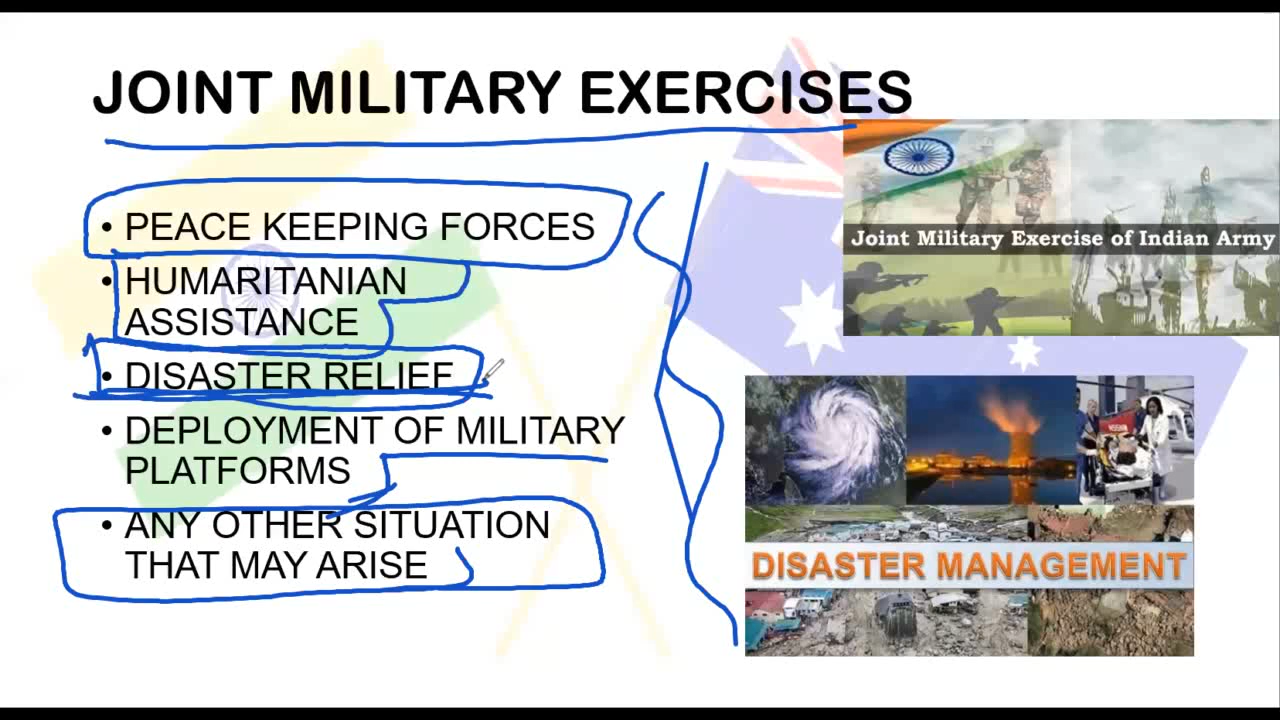 JOINT MILITARY EXERCISES
• PEACE KEEPING FORCES
• HUMARITANIAN
ASSISTANCE
• DISASTER RELIEF
• DEPLOYMENT OF MILITARY
PLATFORMS
• ANY OTHER SITUATION
THAT MAY ARISE
Joint Military Exercise of Indian Army
DISASTER MANAGEMENT